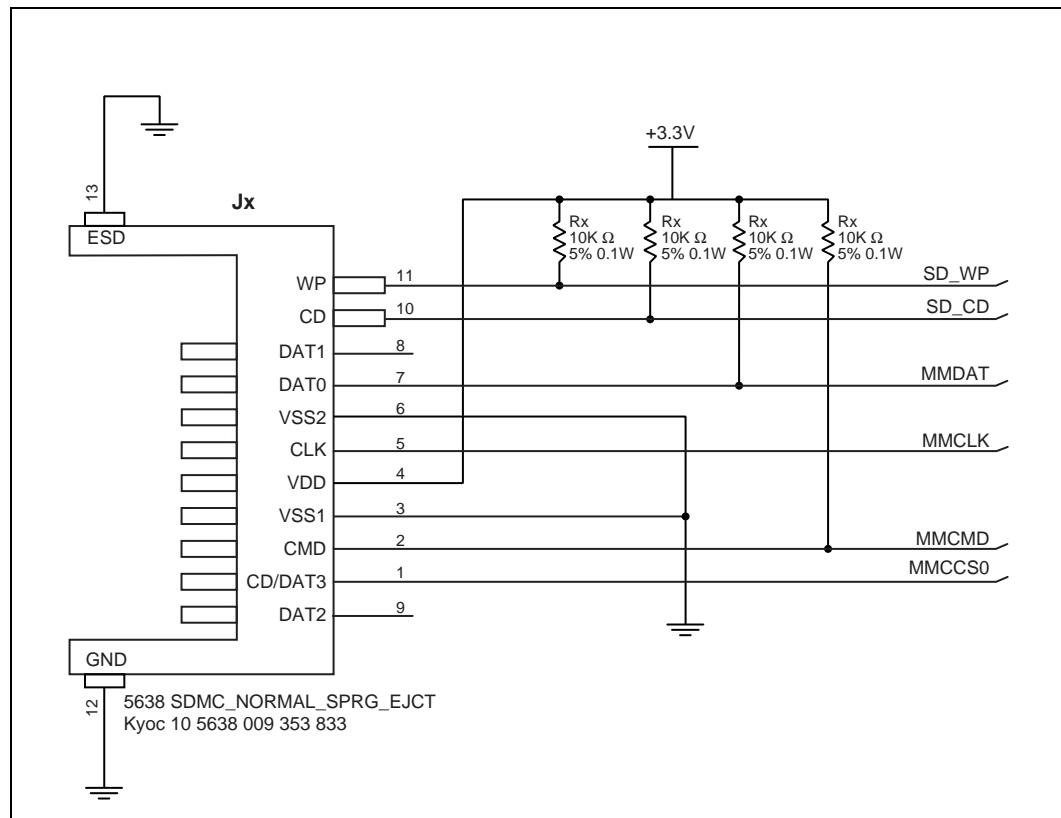 +3.3V
13
Jx
ESD
Rx
10K Ω
5% 0.1W
Rx
10K Ω
5% 0.1W
Rx
10K Ω
5% 0.1W
Rx
10K Ω
5% 0.1W
WP 11 SD_WP
CD 10 SD_CD
DAT1 8
DAT0 7 MMDAT
VSS2 6
CLK 5 MMCLK
VDD 4
VSS1 3
CMD 2 MMCMD
CD/DAT3 1 MMCCS0
DAT2 9
GND
12
5638 SDMC_NORMAL_SPRG_EJCT
Kyoc 10 5638 009 353 833